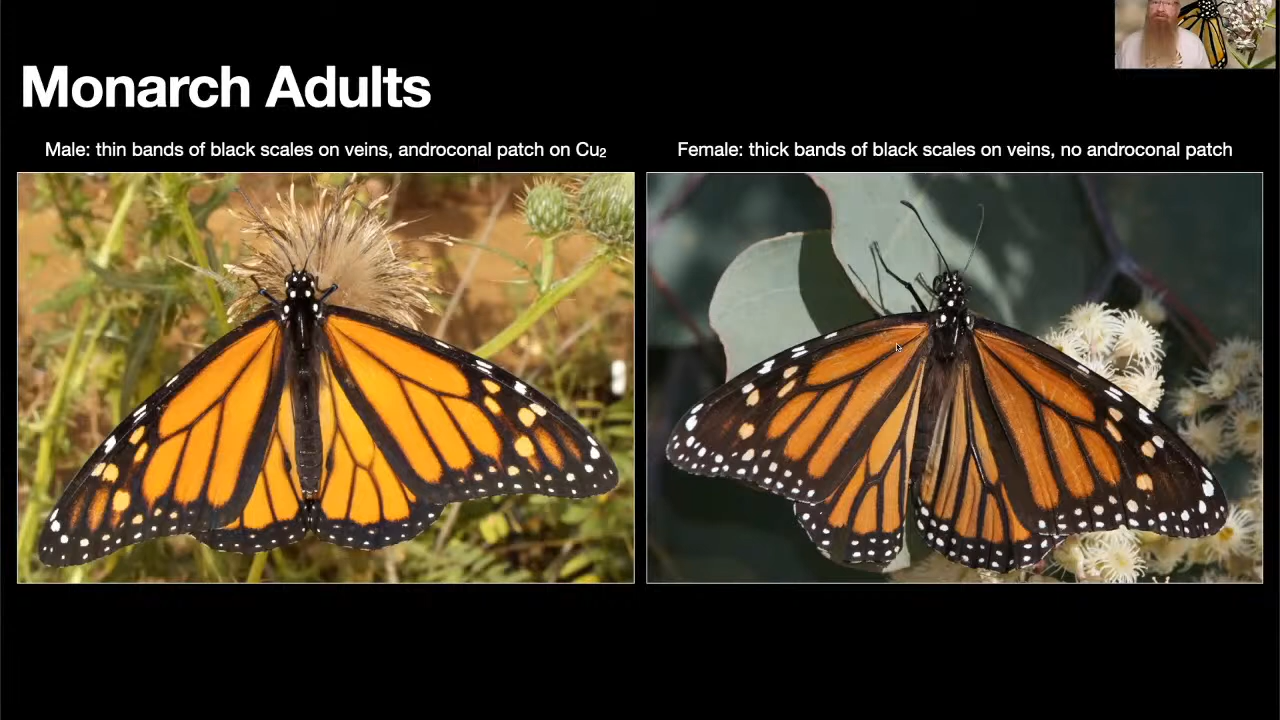 Monarch Adults
Male: thin bands of black scales on veins, androconal patch on Cu₂
Female: thick bands of black scales on veins, no androconal patch